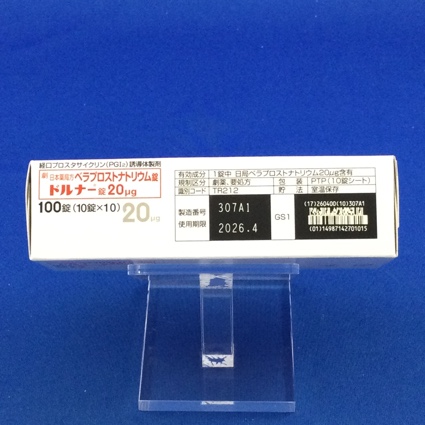 経口プロスタサイクリン(PGI₂)誘導体製剤
劇 日本薬局方 ベラプロストナトリウム錠
ドルナー®錠20μg
100錠(10錠×10)
20μg
有効成分 1錠中 日局ベラプロストナトリウム20μg含有
規制区分 劇薬、要処方 包装 PTP(10錠シート)
識別コード TR212 貯法 室温保存
製造番号 307A1
使用期限 2026.4
GS1
(17)260400(10)307A1
(01)14987142701015